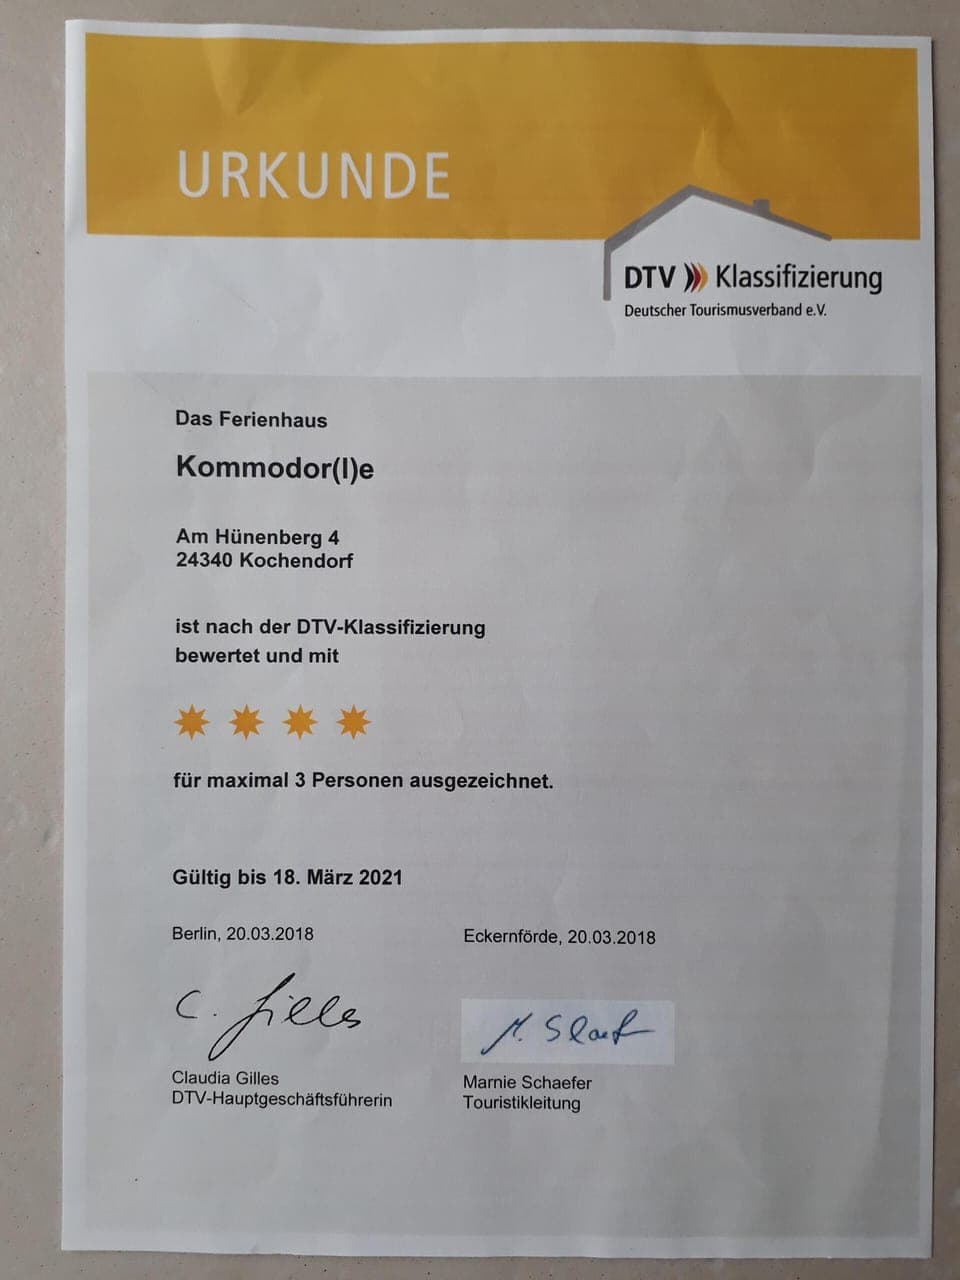 URKUNDE
DTV Klassifizierung
Deutscher Tourismusverband e.V.
Das Ferienhaus
Kommodor(l)e
Am Hünenberg 4
24340 Kochendorf
ist nach der DTV-Klassifizierung
bewertet und mit
für maximal 3 Personen ausgezeichnet.
Gültig bis 18. März 2021
Berlin, 20.03.2018
Eckernförde, 20.03.2018
C. Gilles
Claudia Gilles
DTV-Hauptgeschäftsführerin
Marnie Schaefer
Touristikleitung